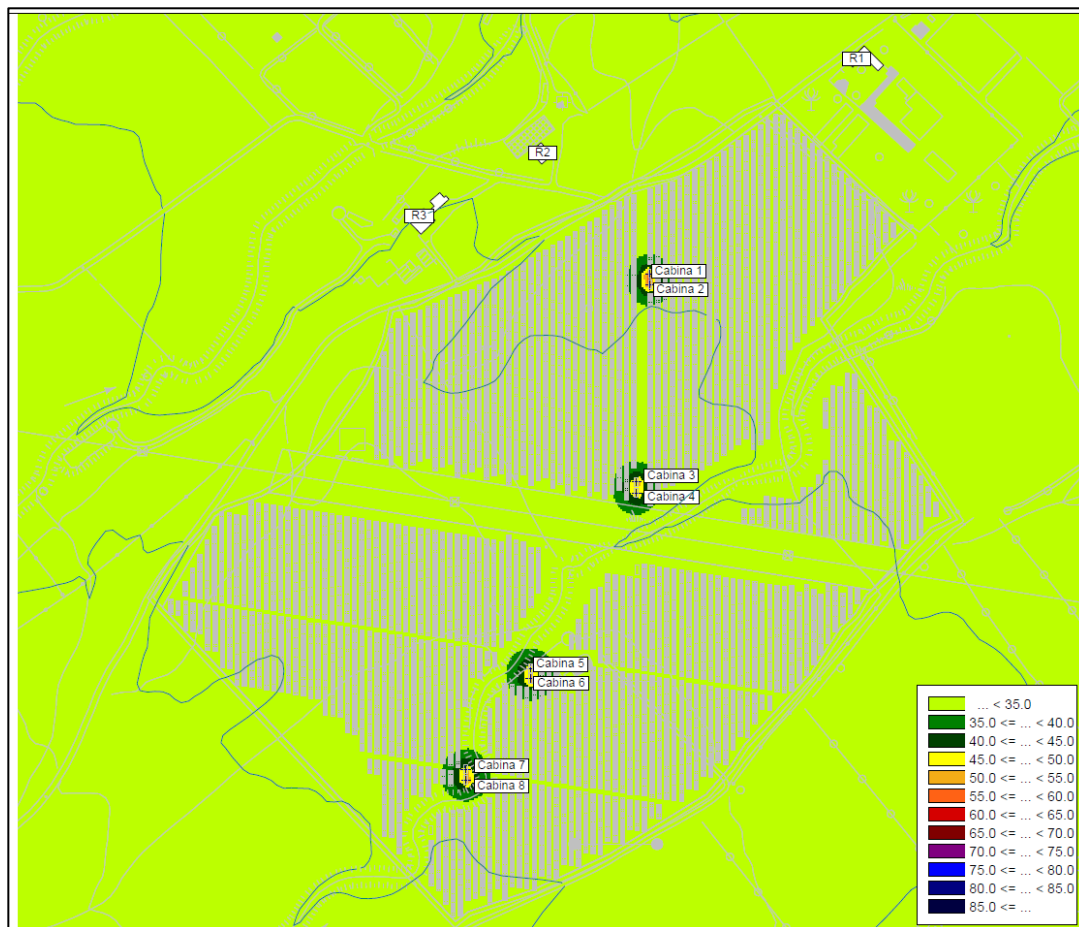 R1
R2
R3
Cabina 1
Cabina 2
Cabina 3
Cabina 4
Cabina 5
Cabina 6
Cabina 7
Cabina 8
... < 35.0
35.0 <= ... < 40.0
40.0 <= ... < 45.0
45.0 <= ... < 50.0
50.0 <= ... < 55.0
55.0 <= ... < 60.0
60.0 <= ... < 65.0
65.0 <= ... < 70.0
70.0 <= ... < 75.0
75.0 <= ... < 80.0
80.0 <= ... < 85.0
85.0 <= ...